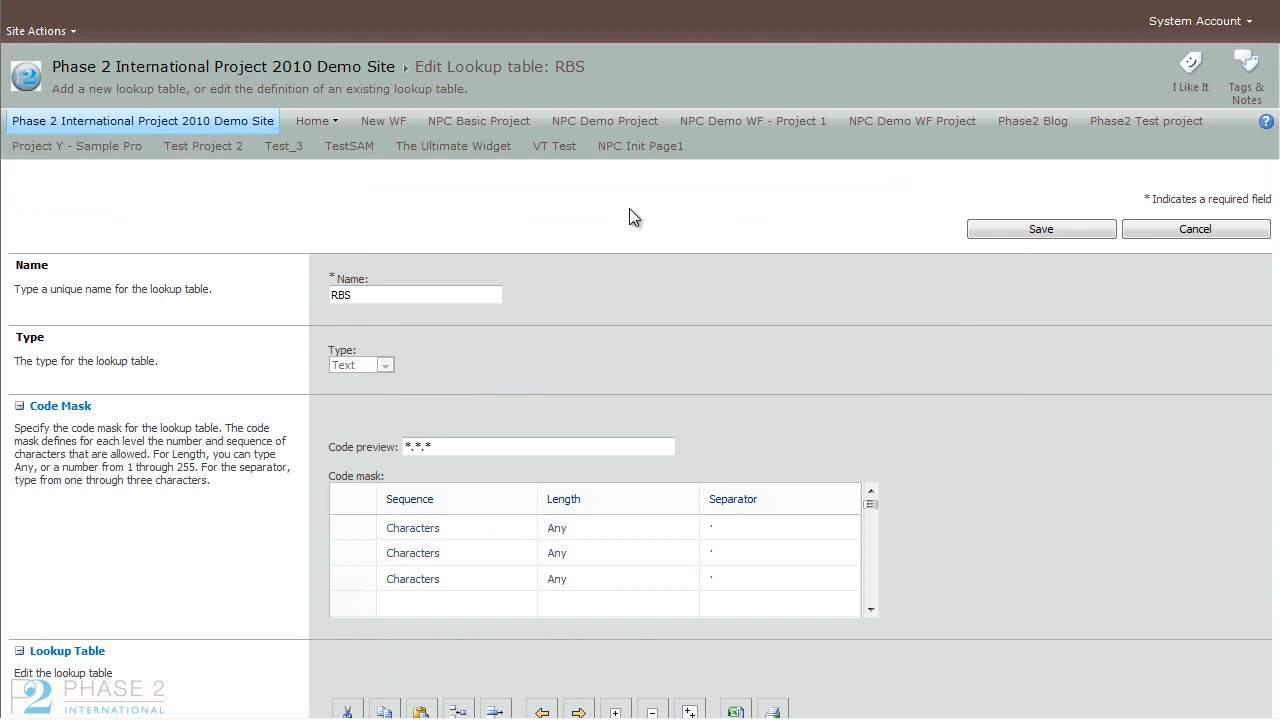 System Account
Site Actions
Phase 2 International Project 2010 Demo Site ▸ Edit Lookup table: RBS
Add a new lookup table, or edit the definition of an existing lookup table.
I Like It
Tags & Notes
Phase 2 International Project 2010 Demo Site Home New WF NPC Basic Project NPC Demo Project NPC Demo WF - Project 1 NPC Demo WF Project Phase2 Blog Phase2 Test project
Project Y - Sample Pro Test Project 2 Test_3 TestSAM The Ultimate Widget VT Test NPC Init Page1
* Indicates a required field
Save Cancel
Name
Type a unique name for the lookup table.
* Name:
RBS
Type
The type for the lookup table.
Type:
Text
Code Mask
Specify the code mask for the lookup table. The code
mask defines for each level the number and sequence of
characters that are allowed. For Length, you can type
Any, or a number from 1 through 255. For the separator,
type from one through three characters.
Code preview: *.*.*
Code mask:
Sequence Length Separator
Characters Any .
Characters Any .
Characters Any .
Lookup Table
Edit the lookup table
P2 PHASE 2
INTERNATIONAL